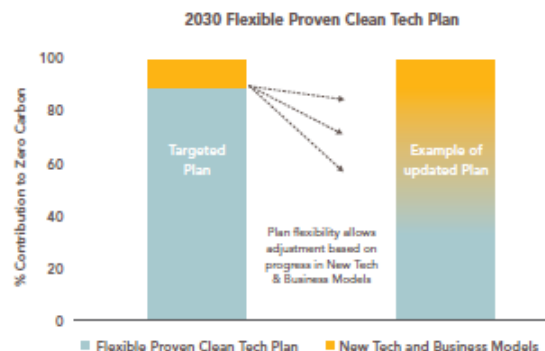 2030 Flexible Proven Clean Tech Plan
% Contribution to Zero Carbon
100
80
60
40
20
0
Targeted
Plan
Plan flexibility allows
adjustment based on
progress in New Tech
& Business Models
Example of
updated Plan
Flexible Proven Clean Tech Plan
New Tech and Business Models